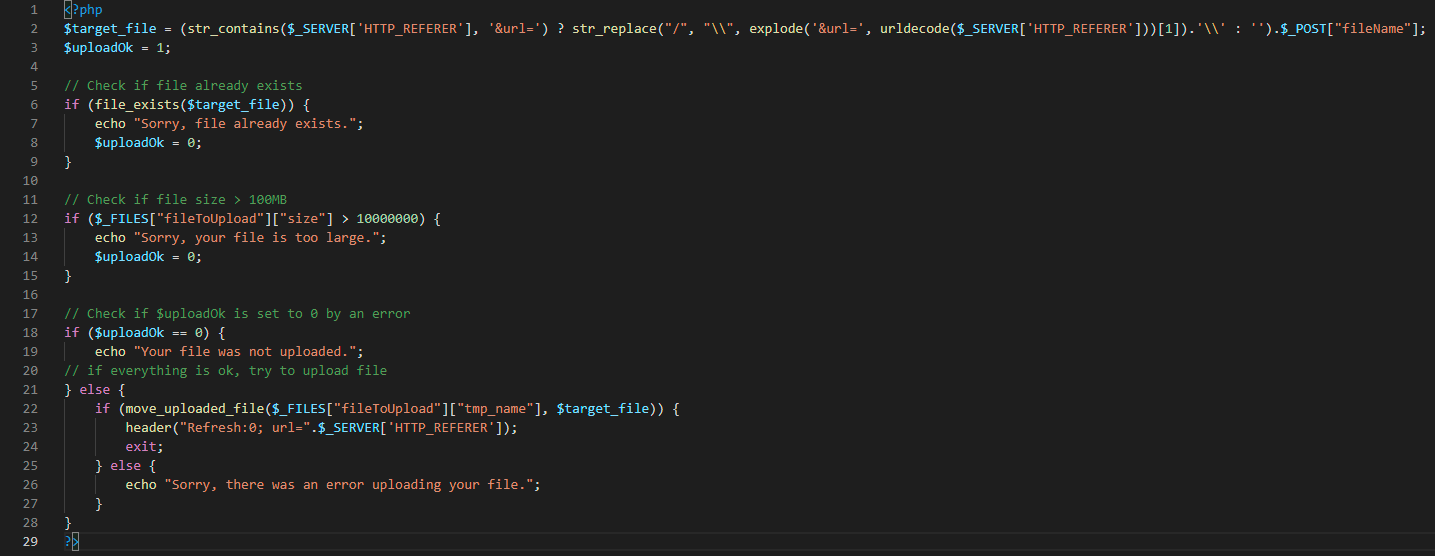 1 <?php
2 $target_file = (str_contains($_SERVER['HTTP_REFERER'], '&url=') ? str_replace("/", "\\", explode('&url=', urldecode($_SERVER['HTTP_REFERER']))[1]).'\\' : '').$_POST["fileName"];
3 $uploadOk = 1;
4
5 // Check if file already exists
6 if (file_exists($target_file)) {
7     echo "Sorry, file already exists.";
8     $uploadOk = 0;
9 }
10
11 // Check if file size > 100MB
12 if ($_FILES["fileToUpload"]["size"] > 10000000) {
13     echo "Sorry, your file is too large.";
14     $uploadOk = 0;
15 }
16
17 // Check if $uploadOk is set to 0 by an error
18 if ($uploadOk == 0) {
19     echo "Your file was not uploaded.";
20 // if everything is ok, try to upload file
21 } else {
22     if (move_uploaded_file($_FILES["fileToUpload"]["tmp_name"], $target_file)) {
23         header("Refresh:0; url=".$_SERVER['HTTP_REFERER']);
24         exit;
25     } else {
26         echo "Sorry, there was an error uploading your file.";
27     }
28 }
29 ?>